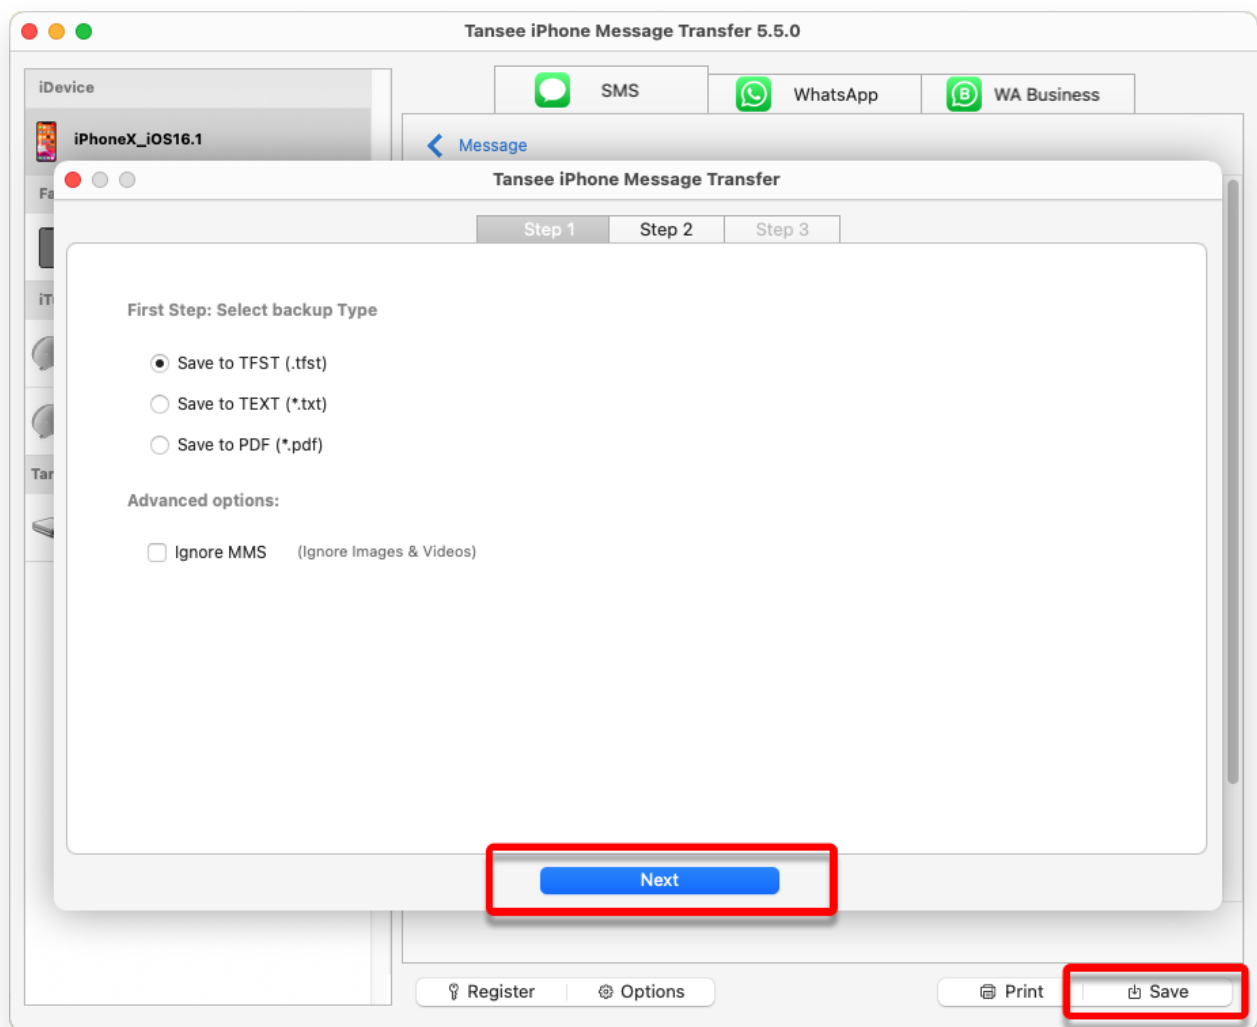 Tansee iPhone Message Transfer 5.5.0
iDevice
SMS
WhatsApp
WA Business
iPhoneX_iOS16.1
Message
Tansee iPhone Message Transfer
Step 1
Step 2
Step 3
First Step: Select backup Type
Save to TFST (.tfst)
Save to TEXT (*.txt)
Save to PDF (*.pdf)
Advanced options:
Ignore MMS (Ignore Images & Videos)
Next
Register
Options
Print
Save